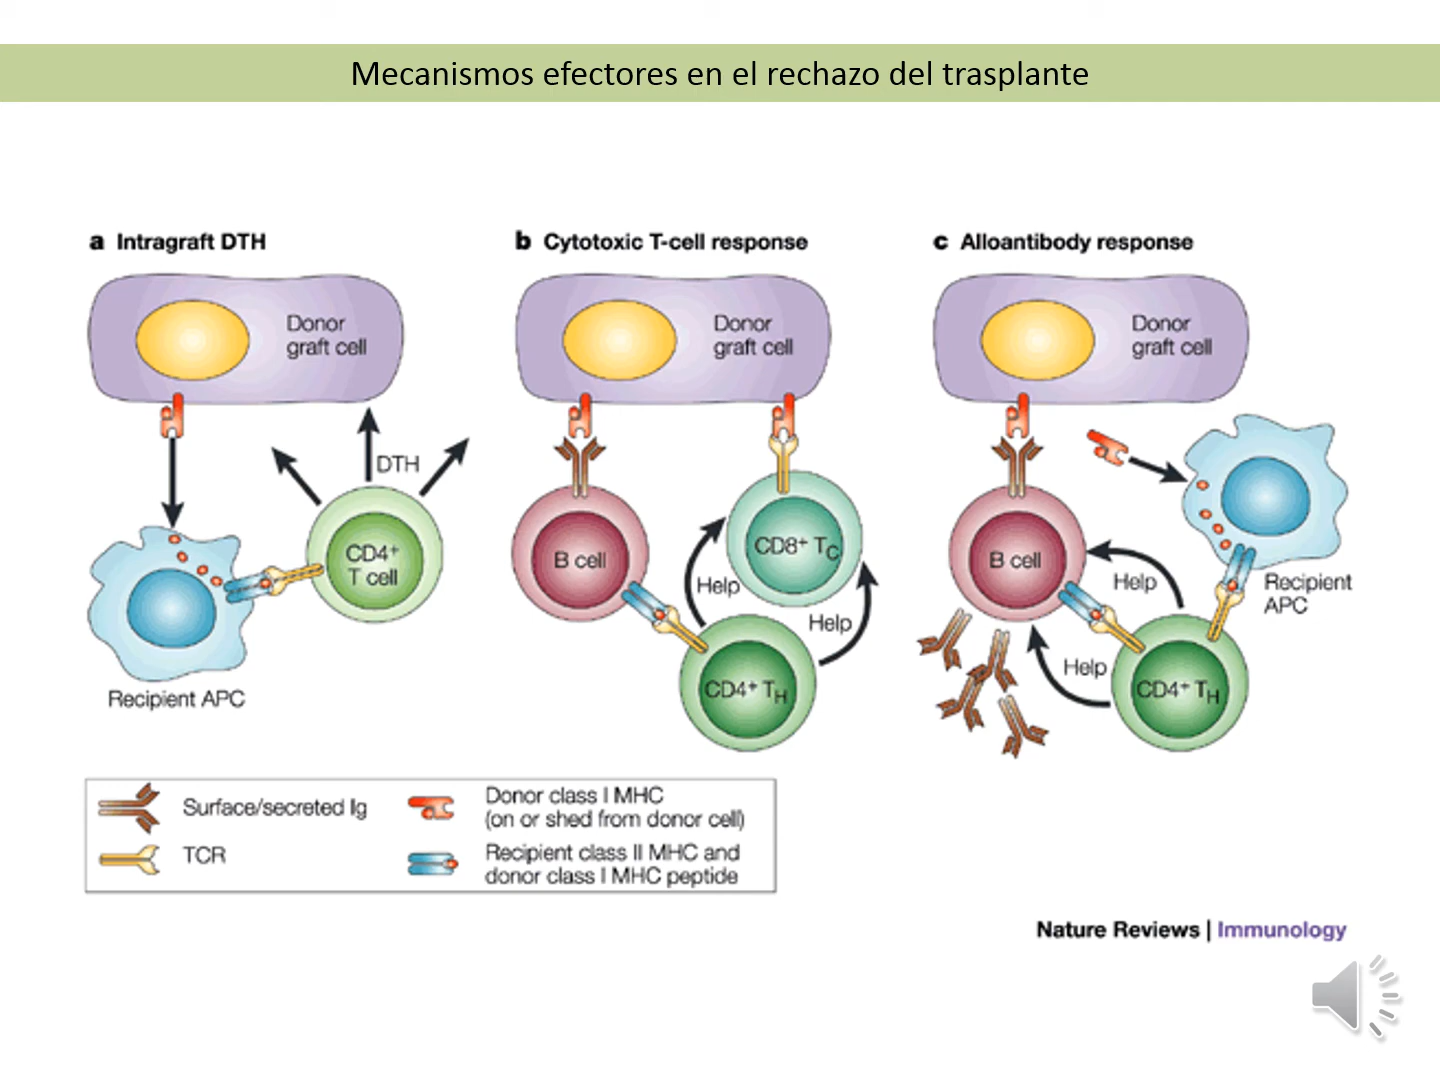 Mecanismos efectores en el rechazo del trasplante
a Intragraft DTH
Donor
graft cell
DTH
CD4+
T cell
Recipient APC
b Cytotoxic T-cell response
Donor
graft cell
B cell
CD8+ TC
Help
Help
CD4+ TH
c Alloantibody response
Donor
graft cell
B cell
Help
Recipient
APC
Help
CD4+ TH
Surface/secreted Ig
TCR
Donor class I MHC
(on or shed from donor cell)
Recipient class II MHC and
donor class I MHC peptide
Nature Reviews | Immunology